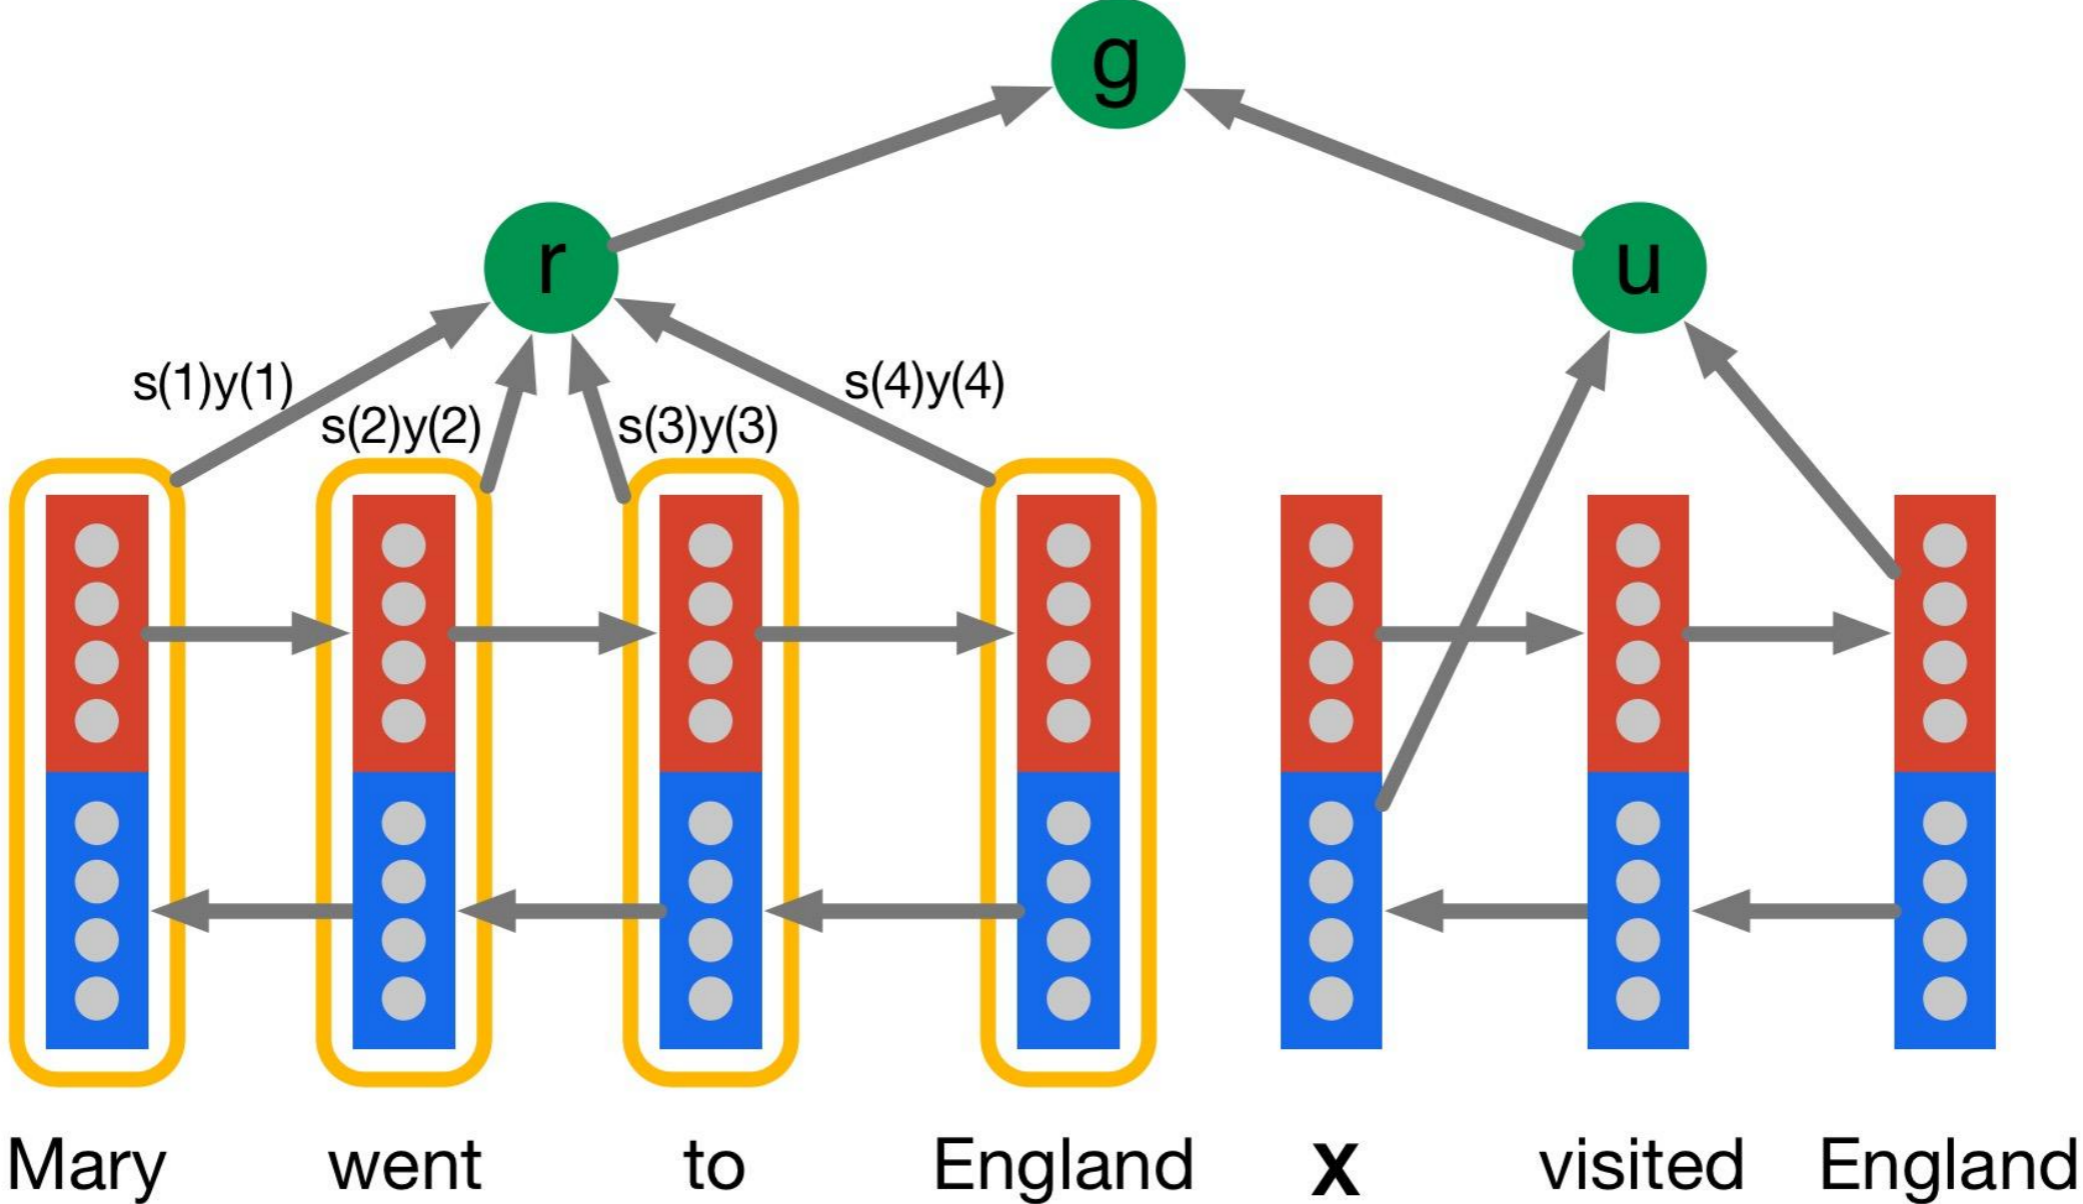 g
r
u
s(1)y(1)
s(2)y(2)
s(3)y(3)
s(4)y(4)
Mary went to England X visited England